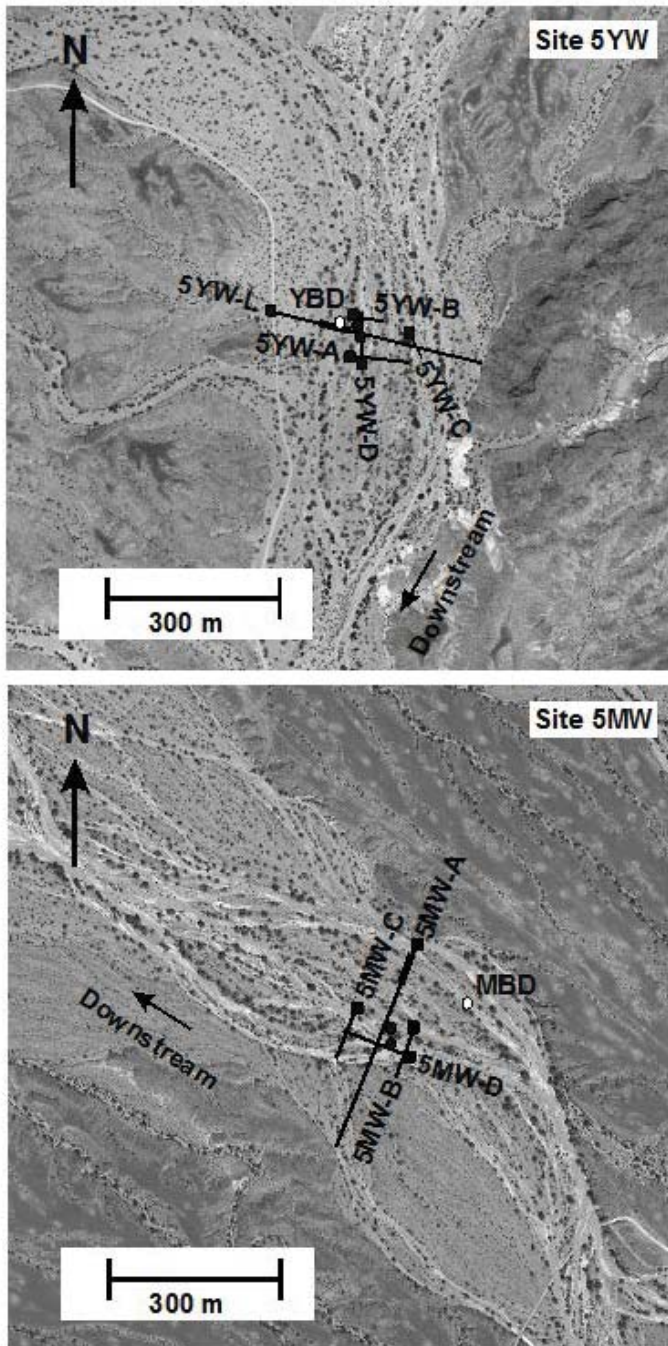 Site 5YW
N
5YW-L
YBD
5YW-B
5YW-A
5YW-C
5YW-D
300 m
Downstream
Site 5MW
N
5MW-A
5MW-C
MBD
Downstream
5MW-D
5MW-B
300 m